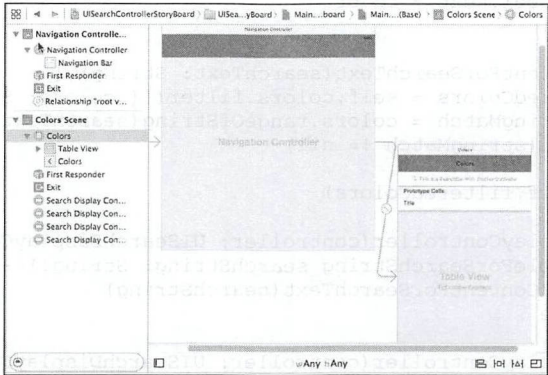 UISearchControllerStoryBoard
UISea...yBoard
Main....board
Main....(Base)
Colors Scene
Colors
Navigation Controlle...
Navigation Controller
Navigation Bar
First Responder
Exit
Relationship "root v...
Colors Scene
Colors
Table View
Colors
First Responder
Exit
Search Display Con...
Search Display Con...
Search Display Con...
Search Display Con...
Navigation Controller
Navigation Controller
Colors
Prototype Cells
Title
Table View
Prototype Content
wAny hAny